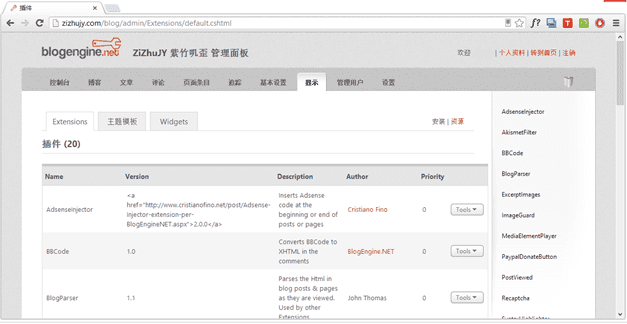 插件
zizhujy.com/blog/admin/Extensions/default.cshtml
blogengine.net ZiZhuJY 紫竹叽歪 管理面板
欢迎 | 个人资料 | 转到首页 | 注销
控制台 博客 文章 评论 页面条目 追踪 基本设置 提示 管理用户 设置
Extensions 主题模板 Widgets 安装 | 资源
插件 (20)
Name Version Description Author Priority
AdsenseInjector
<a
href="http://www.cristianofino.net/post/Adsense-
injector-extension-per-
BlogEngineNET.aspx">2.0.0</a>
Inserts Adsense
code at the
beginning or end of
posts or pages
Cristiano Fino 0 Tools
BBCode 1.0
Converts BBCode to
XHTML in the
comments
BlogEngine.NET 0 Tools
BlogParser 1.1
Parses the Html in
blog posts & pages
as they are viewed.
Used by other
Extensions
John Thomas 0 Tools
AdsenseInjector
AkismetFilter
BBCode
BlogParser
ExcerptImages
ImageGuard
MediaElementPlayer
PaypalDonateButton
PostViewed
Recaptcha